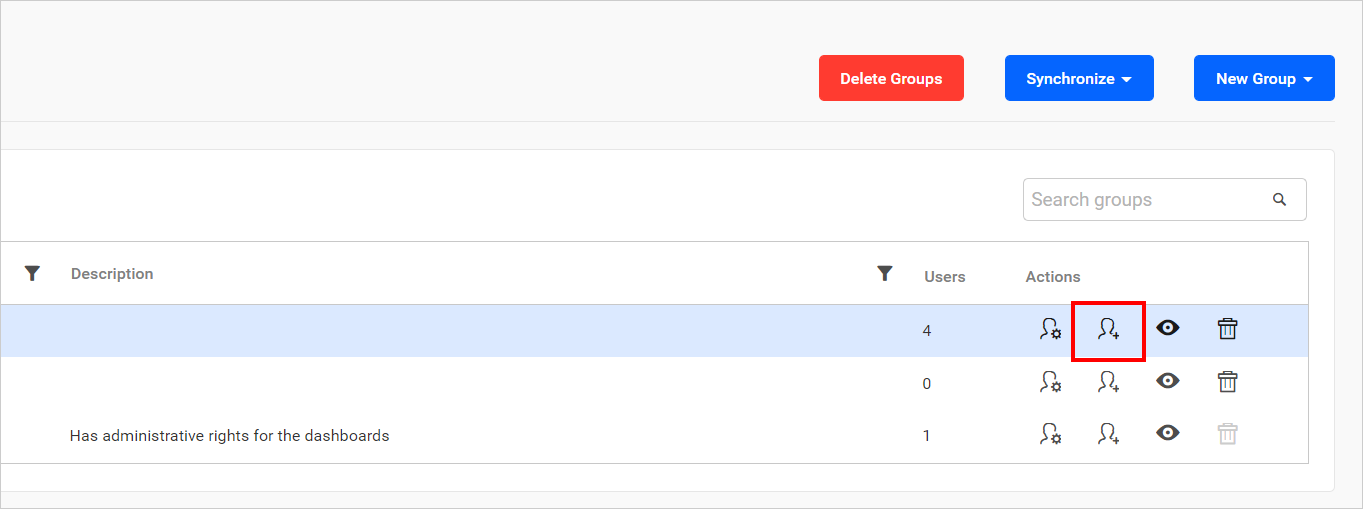 Delete Groups Synchronize New Group
Search groups
Description Users Actions
4
0
Has administrative rights for the dashboards 1